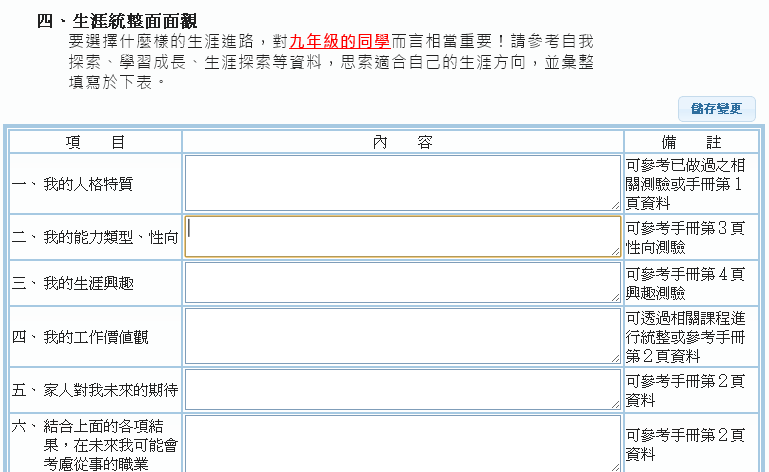 四、生涯統整面面觀
要選擇什麼樣的生涯進路，對九年級的同學而言相當重要！請參考自我
探索、學習成長、生涯探索等資料，思索適合自己的生涯方向，並彙整
填寫於下表。
儲存變更
項　目　內　容　備　註
一、我的人格特質
可參考已做過之相
關測驗或手冊第１
頁資料
二、我的能力類型、性向
可參考手冊第３頁
性向測驗
三、我的生涯興趣
可參考手冊第４頁
興趣測驗
四、我的工作價值觀
可透過相關課程進
行統整或參考手冊
第２頁資料
五、家人對我未來的期待
可參考手冊第２頁
資料
六、結合上面的各項結
果，在未來我可能會
考慮從事的職業
可參考手冊第２頁
資料